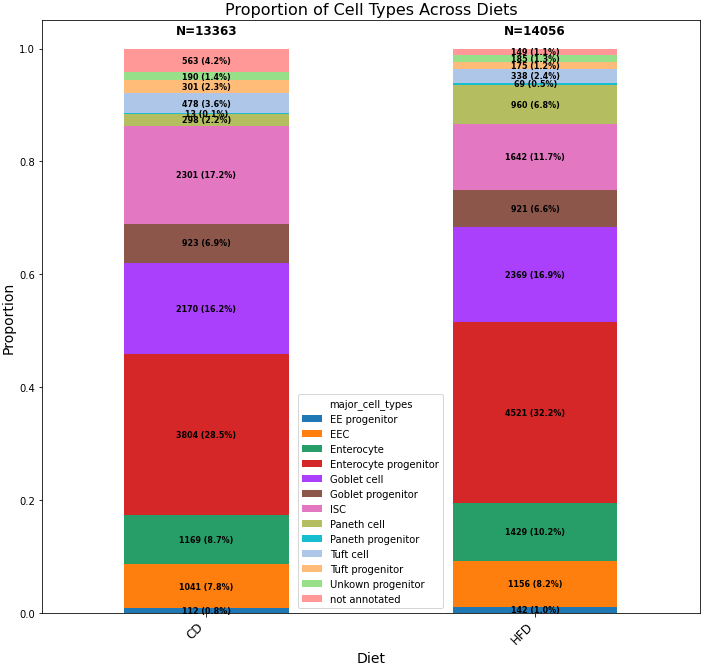 Proportion of Cell Types Across Diets
N=13363
N=14056
Proportion
1.0
0.8
0.6
0.4
0.2
0.0
563 (4.2%)
190 (1.4%)
301 (2.3%)
478 (3.6%)
13 (0.1%)
298 (2.2%)
2301 (17.2%)
923 (6.9%)
2170 (16.2%)
3804 (28.5%)
1169 (8.7%)
1041 (7.8%)
112 (0.8%)
149 (1.1%)
185 (1.3%)
175 (1.2%)
338 (2.4%)
69 (0.5%)
960 (6.8%)
1642 (11.7%)
921 (6.6%)
2369 (16.9%)
4521 (32.2%)
1429 (10.2%)
1156 (8.2%)
142 (1.0%)
major_cell_types
EE progenitor
EEC
Enterocyte
Enterocyte progenitor
Goblet cell
Goblet progenitor
ISC
Paneth cell
Paneth progenitor
Tuft cell
Tuft progenitor
Unkown progenitor
not annotated
CD
HFD
Diet